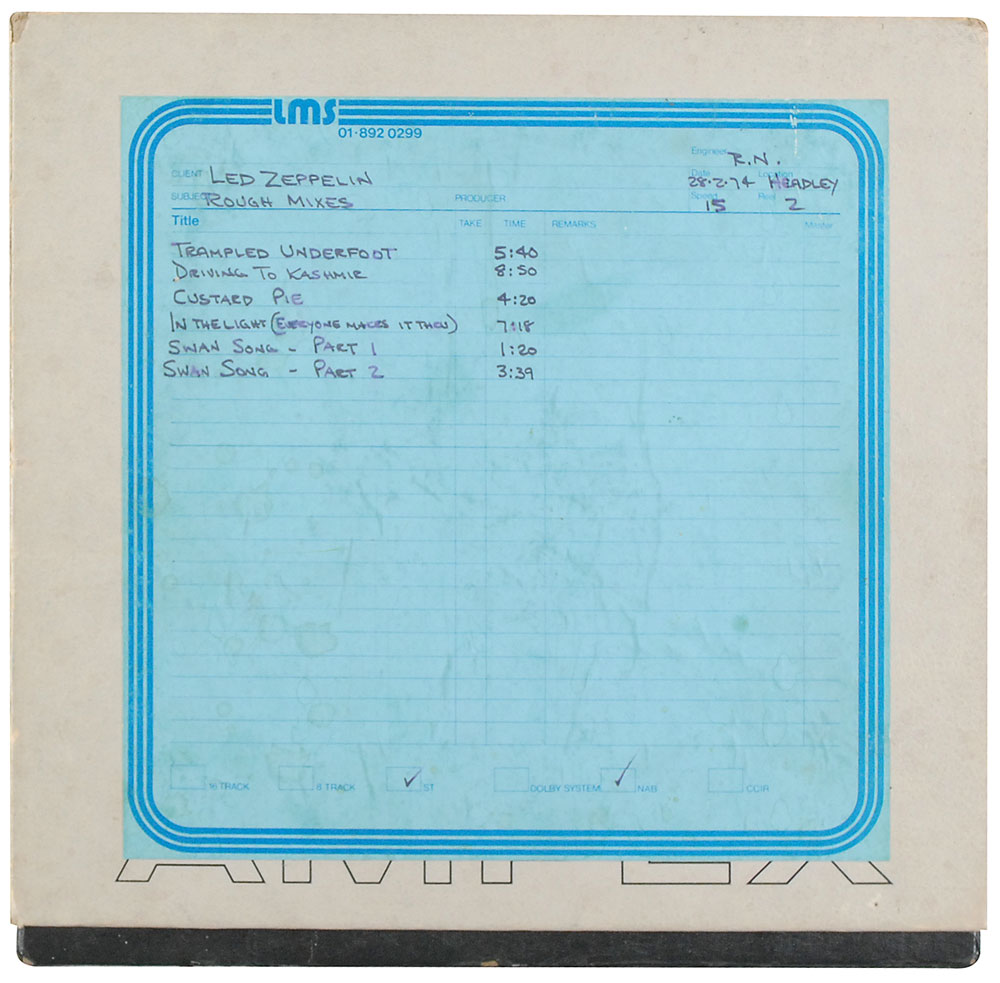 LMS
01·892 0299
Engineer R.N.
CLIENT LED ZEPPELIN
Date 28·2·74 Location HEADLEY
SUBJECT ROUGH MIXES PRODUCER
Speed 15 Reel 2
Title TAKE TIME REMARKS Master
TRAMPLED UNDERFOOT 5:40
DRIVING TO KASHMIR 8:50
CUSTARD PIE 4:20
IN THE LIGHT (EVERYONE MAKES IT THRU) 7:18
SWAN SONG - PART 1 1:20
SWAN SONG - PART 2 3:39
16 TRACK 8 TRACK ST DOLBY SYSTEM NAB CCIR
AMPEX